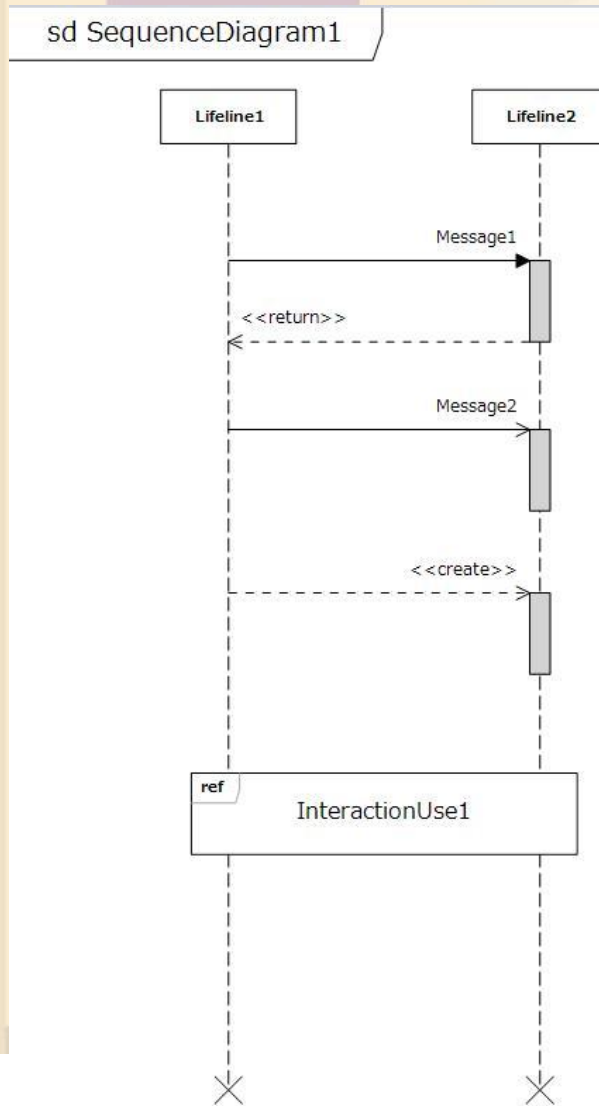 sd SequenceDiagram1
Lifeline1
Lifeline2
Message1
<<return>>
Message2
<<create>>
ref
InteractionUse1